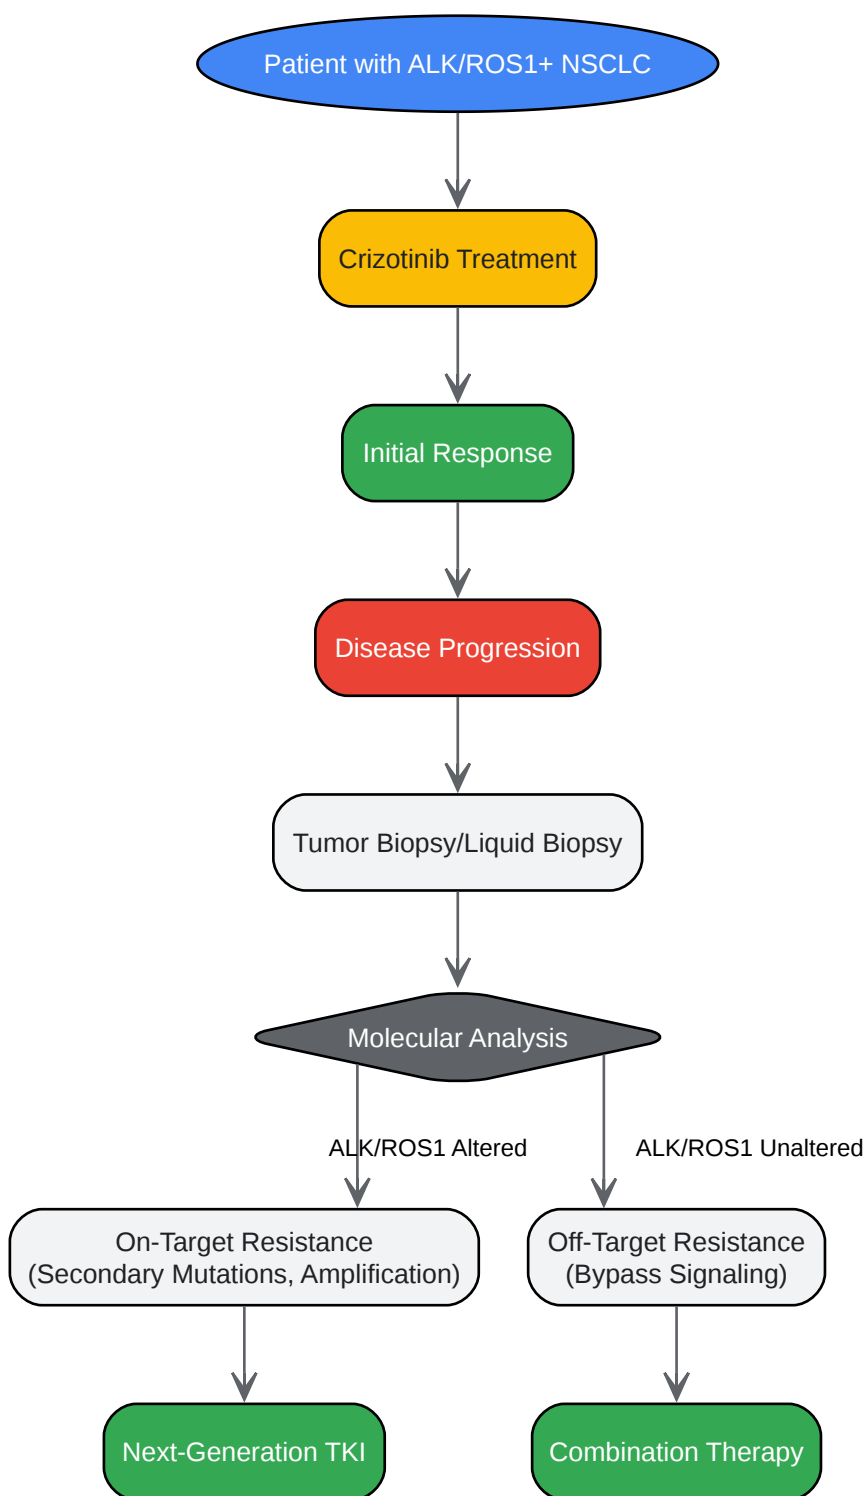 Patient with ALK/ROS1+ NSCLC
Crizotinib Treatment
Initial Response
Disease Progression
Tumor Biopsy/Liquid Biopsy
Molecular Analysis
ALK/ROS1 Altered
ALK/ROS1 Unaltered
On-Target Resistance
(Secondary Mutations, Amplification)
Off-Target Resistance
(Bypass Signaling)
Next-Generation TKI
Combination Therapy